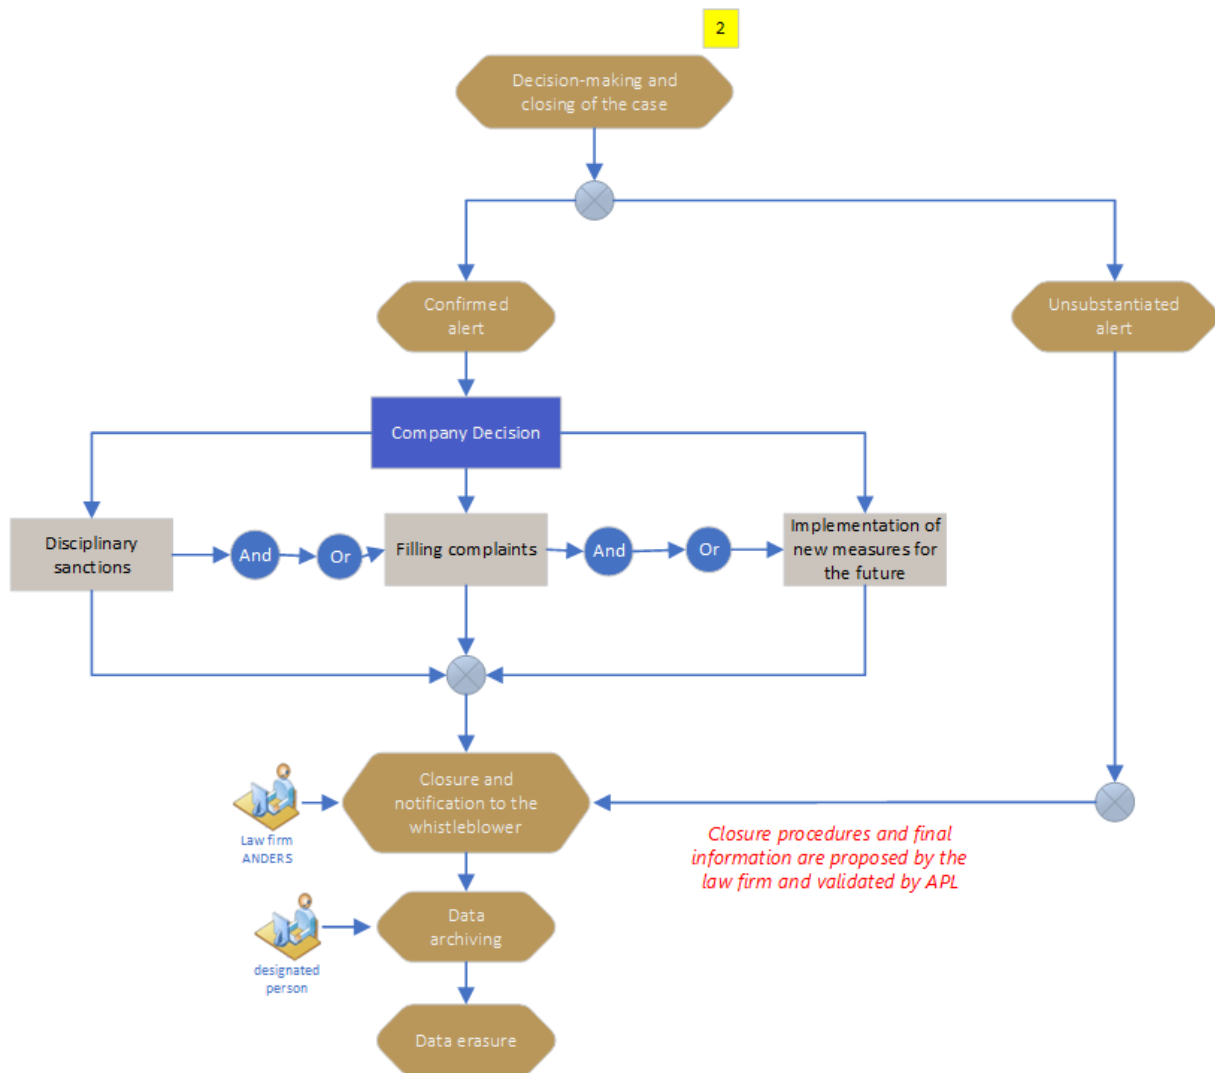 2
Decision-making and
closing of the case
Confirmed
alert
Unsubstantiated
alert
Company Decision
Disciplinary
sanctions
And
Or
Filling complaints
And
Or
Implementation of
new measures for
the future
Closure and
notification to the
whistleblower
Law firm
ANDERS
Closure procedures and final
information are proposed by the
law firm and validated by APL
Data
archiving
designated
person
Data erasure